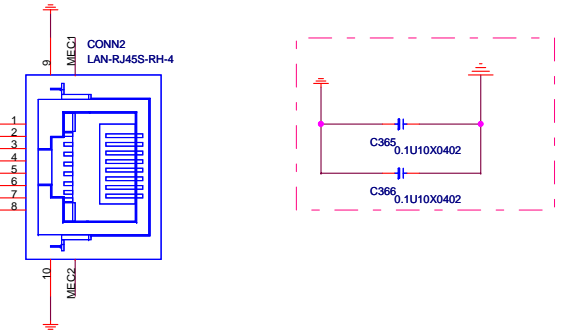 9
MEC1
CONN2
LAN-RJ45S-RH-4
1
2
3
4
5
6
7
8
10
MEC2
C365
0.1U10X0402
C366
0.1U10X0402